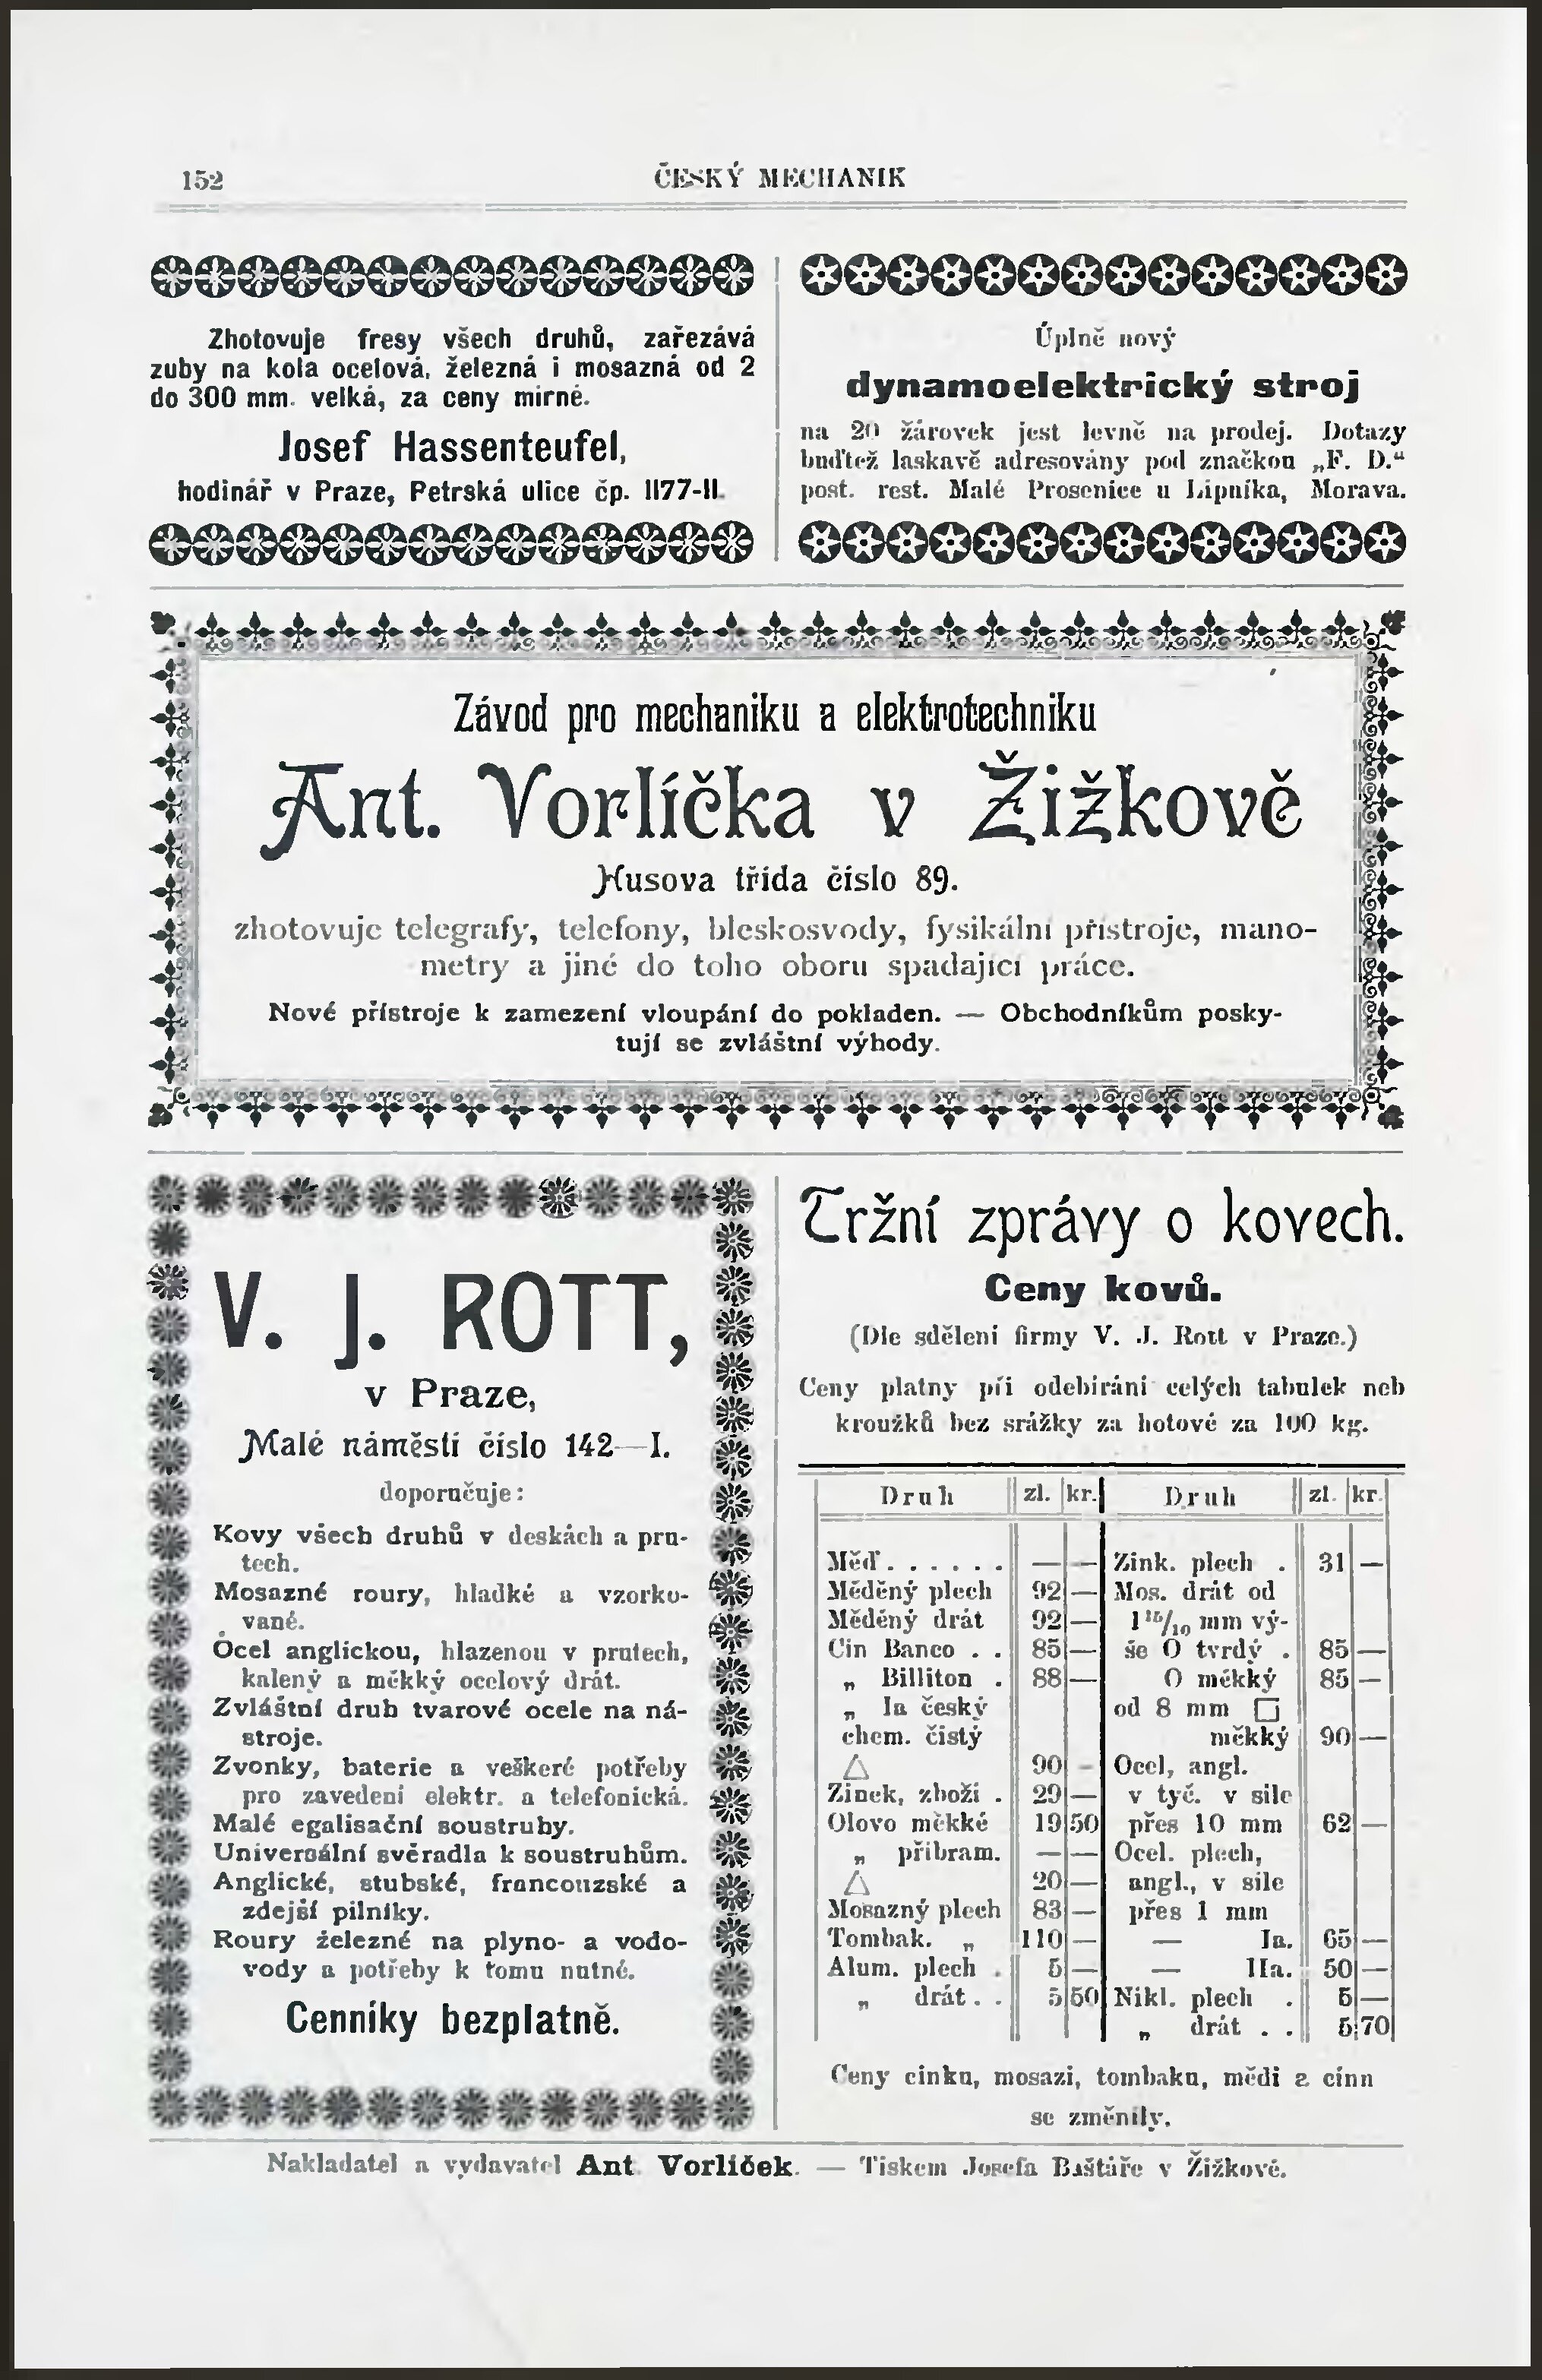 152
ČESKÝ MECHANIK
Zhotovuje fresy všech druhů, zařezává
zuby na kola ocelová, železná i mosazná od 2
do 300 mm. velká, za ceny mírné.
Josef Hassenteufel,
hodinář v Praze, Petrská ulice čp. 1177-II.
Úplně nový
dynamoelektrický stroj
na 20 žárovek jest levně na prodej. Dotazy
buďtež laskavě adresovány pod značkou „F. D.“
post. rest. Malé Prosenice u Lipníka, Morava.
Závod pro mechaniku a elektrotechniku
Ant. Vorlíčka v Žižkově
Husova třída číslo 89.
zhotovuje telegrafy, telefony, bleskosvody, fysikální přístroje, mano-
metry a jiné do toho oboru spadající práce.
Nové přístroje k zamezení vloupání do pokladen. — Obchodníkům posky-
tují se zvláštní výhody.
V. J. ROTT,
v Praze,
Malé náměstí číslo 142—I.
doporučuje:
Kovy všech druhů v deskách a pru-
tech.
Mosazné roury, hladké a vzorko-
vané.
Ocel anglickou, hlazenou v prutech,
kalený a měkký ocelový drát.
Zvláštní druh tvarové ocele na ná-
stroje.
Zvonky, baterie a veškeré potřeby
pro zavedení elektr. a telefonická.
Malé egalisační soustruhy.
Universální svěradla k soustruhům.
Anglické, stubské, francouzské a
zdejší pilníky.
Roury železné na plyno- a vodo-
vody a potřeby k tomu nutné.
Cenníky bezplatně.
Tržní zprávy o kovech.
Ceny kovů.
(Dle sdělení firmy V. J. Rott v Praze.)
Ceny platny při odebírání celých tabulek neb
kroužků bez srážky za hotové za 100 kg.
Druh zl. kr. Druh zl. kr.
Měď . . . . . . — —
Měděný plech 92 —
Měděný drát 92 —
Cín Banco . . 85 —
„ Billiton . 88 —
„ Ia český
chem. čistý
△ 90 -
Zinek, zboží . 29 —
Olovo měkké 19 50
„ příbram. — —
△ 20 —
Mosazný plech 83 —
Tombak. „ 110 —
Alum. plech . 5 —
„ drát . . 5 50
Zink. plech . 31 —
Mos. drát od
1 /10 mm vý-
še O tvrdý . 85 —
O měkký 85 —
od 8 mm □
měkký 90 —
Ocel, angl.
v tyč. v síle
přes 10 mm 62 —
Ocel. plech,
angl., v síle
přes 1 mm
— Ia. 65 —
— IIa. 50 —
Nikl. plech . 5 —
„ drát . . 5 70
Ceny cinku, mosazi, tombaku, mědi a cínu
se změnily.
Nakladatel a vydavatel Ant. Vorlíček. — Tiskem Josefa Baštáře v Žižkově.